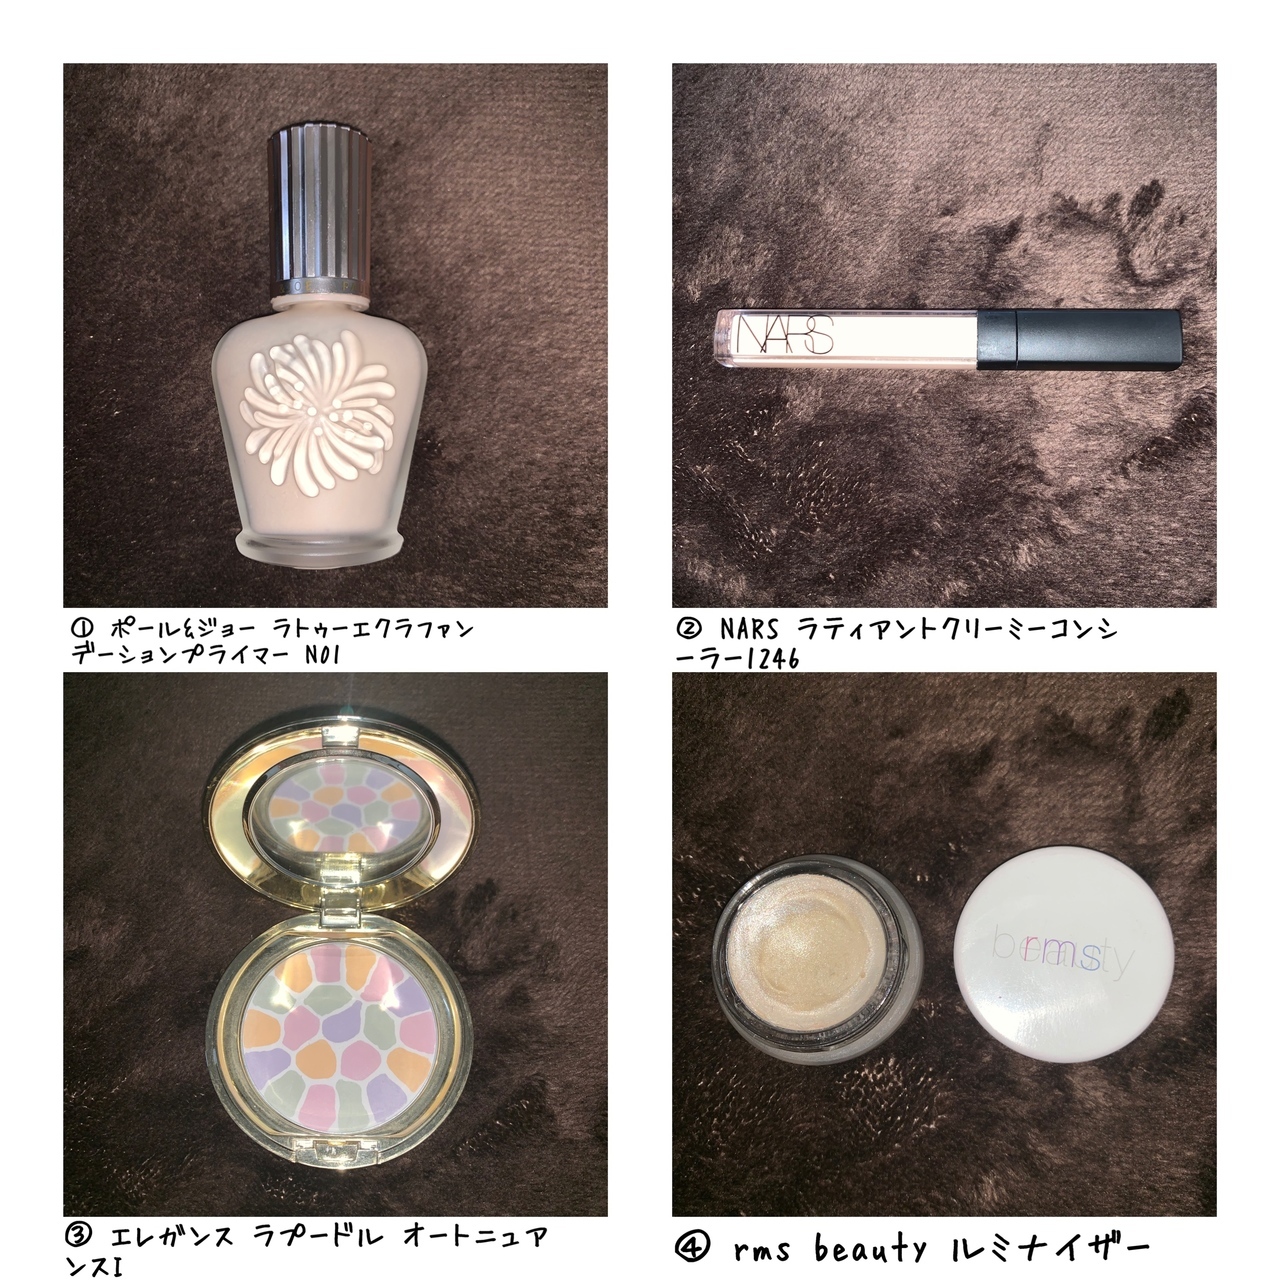 ① ポール&ジョー ラトゥーエクラファン
デーションプライマー N01
NARS
② NARS ラティアントクリーミーコンシ
ーラー1246
③ エレガンス ラプードル オートニュア
ンスI
rms
beauty
④ rms beauty ルミナイザー